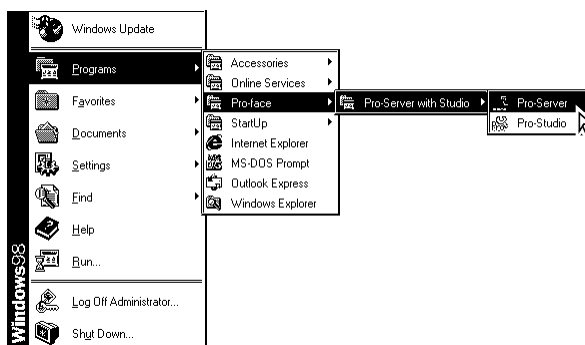 Windows Update
Programs
Favorites
Documents
Settings
Find
Help
Run...
Log Off Administrator...
Shut Down...
Windows98
Accessories
Online Services
Pro-face
StartUp
Internet Explorer
MS-DOS Prompt
Outlook Express
Windows Explorer
Pro-Server with Studio
Pro-Server
Pro-Studio